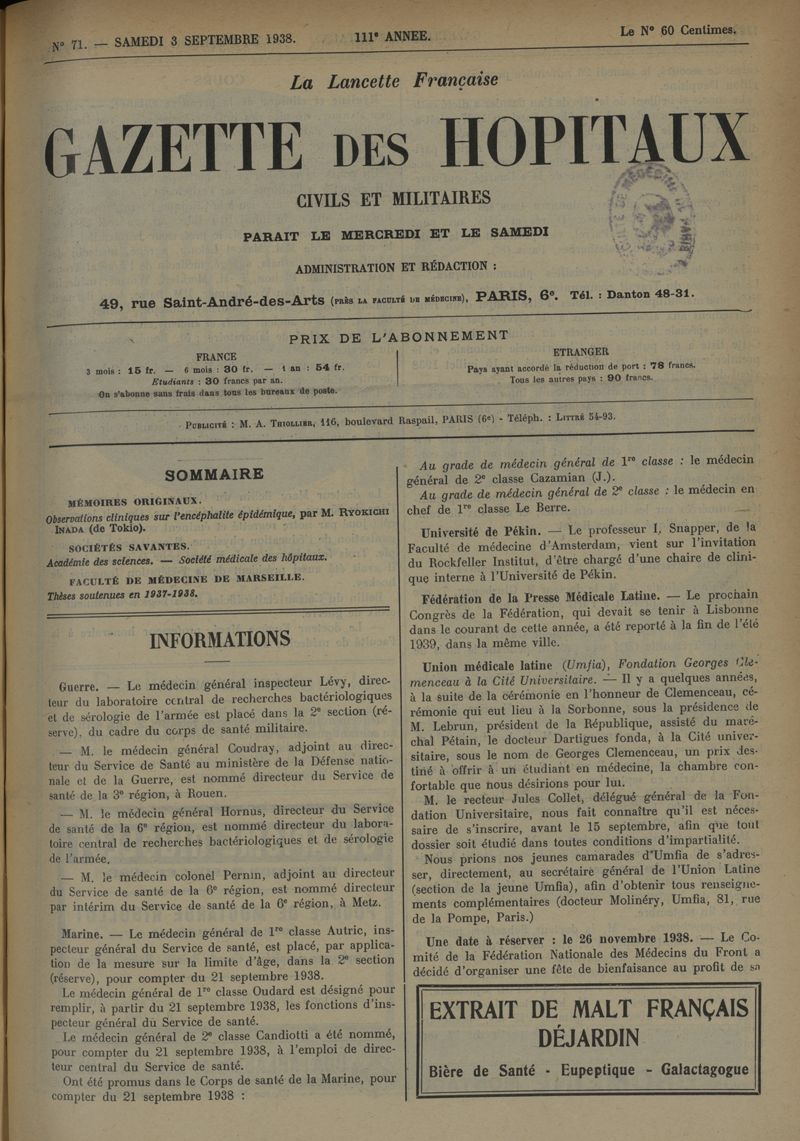 N° 71. — SAMEDI 3 SEPTEMBRE 1938.
111e ANNEE.
Le N° 60 Centimes.
La Lancette Française
GAZETTE DES HOPITAUX
CIVILS ET MILITAIRES
PARAIT LE MERCREDI ET LE SAMEDI
ADMINISTRATION ET RÉDACTION :
49, rue Saint-André-des-Arts (PRÈS LA FACULTÉ DE MÉDECINE), PARIS, 6e. Tél. : Danton 48-31.
PRIX DE L'ABONNEMENT
FRANCE
3 mois : 15 fr. — 6 mois : 30 fr. — 1 an : 54 fr.
Etudiants : 30 francs par an.
On s'abonne sans frais dans tous les bureaux de poste.
ETRANGER
Pays ayant accordé la réduction de port : 78 francs.
Tous les autres pays : 90 francs.
PUBLICITÉ : M. A. THIOLLIER, 116, boulevard Raspail, PARIS (6e) - Téléph. : LITTRÉ 54-93.
SOMMAIRE
MÉMOIRES ORIGINAUX.
Observations cliniques sur l'encéphalite épidémique, par M. RYOKICHI
INADA (de Tokio).
SOCIÉTÉS SAVANTES.
Académie des sciences. — Société médicale des hôpitaux.
FACULTÉ DE MÉDECINE DE MARSEILLE.
Thèses soutenues en 1937-1938.
INFORMATIONS
Guerre. — Le médecin général inspecteur Lévy, direc-
teur du laboratoire central de recherches bactériologiques
et de sérologie de l'armée est placé dans la 2e section (ré-
serve), du cadre du corps de santé militaire.
— M. le médecin général Coudray, adjoint au direc-
teur du Service de Santé au ministère de la Défense natio-
nale et de la Guerre, est nommé directeur du Service de
santé de la 3e région, à Rouen.
— M. le médecin général Hornus, directeur du Service
de santé de la 6e région, est nommé directeur du labora-
toire central de recherches bactériologiques et de sérologie
de l'armée.
— M. le médecin colonel Pernin, adjoint au directeur
du Service de santé de la 6e région, est nommé directeur
par intérim du Service de santé de la 6e région, à Metz.
Marine. — Le médecin général de 1re classe Autric, ins-
pecteur général du Service de santé, est placé, par applica-
tion de la mesure sur la limite d'âge, dans la 2e section
(réserve), pour compter du 21 septembre 1938.
Le médecin général de 1re classe Oudard est désigné pour
remplir, à partir du 21 septembre 1938, les fonctions d'ins-
pecteur général du Service de santé.
Le médecin général de 2e classe Candiotti a été nommé,
pour compter du 21 septembre 1938, à l'emploi de direc-
teur central du Service de santé.
Ont été promus dans le Corps de santé de la Marine, pour
compter du 21 septembre 1938 :
Au grade de médecin général de 1re classe : le médecin
général de 2e classe Cazamian (J.).
Au grade de médecin général de 2e classe : le médecin en
chef de 1re classe Le Berre.
Université de Pékin. — Le professeur I. Snapper, de la
Faculté de médecine d'Amsterdam, vient sur l'invitation
du Rockfeller Institut, d'être chargé d'une chaire de clini-
que interne à l'Université de Pékin.
Fédération de la Presse Médicale Latine. — Le prochain
Congrès de la Fédération, qui devait se tenir à Lisbonne
dans le courant de cette année, a été reporté à la fin de l'été
1939, dans la même ville.
Union médicale latine (Umfia), Fondation Georges Cle-
menceau à la Cité Universitaire. — Il y a quelques années,
à la suite de la cérémonie en l'honneur de Clemenceau, cé-
rémonie qui eut lieu à la Sorbonne, sous la présidence de
M. Lebrun, président de la République, assisté du maré-
chal Pétain, le docteur Dartigues fonda, à la Cité univer-
sitaire, sous le nom de Georges Clemenceau, un prix des-
tiné à offrir à un étudiant en médecine, la chambre con-
fortable que nous désirions pour lui.
M. le recteur Jules Collet, délégué général de la Fon-
dation Universitaire, nous fait connaître qu'il est néces-
saire de s'inscrire, avant le 15 septembre, afin que tout
dossier soit étudié dans toutes conditions d'impartialité.
Nous prions nos jeunes camarades d'Umfia de s'adres-
ser, directement, au secrétaire général de l'Union Latine
(section de la jeune Umfia), afin d'obtenir tous renseigne-
ments complémentaires (docteur Molinéry, Umfia, 81, rue
de la Pompe, Paris.)
Une date à réserver : le 26 novembre 1938. — Le Co-
mité de la Fédération Nationale des Médecins du Front a
décidé d'organiser une fête de bienfaisance au profit de sa
EXTRAIT DE MALT FRANÇAIS
DÉJARDIN
Bière de Santé - Eupeptique - Galactagogue